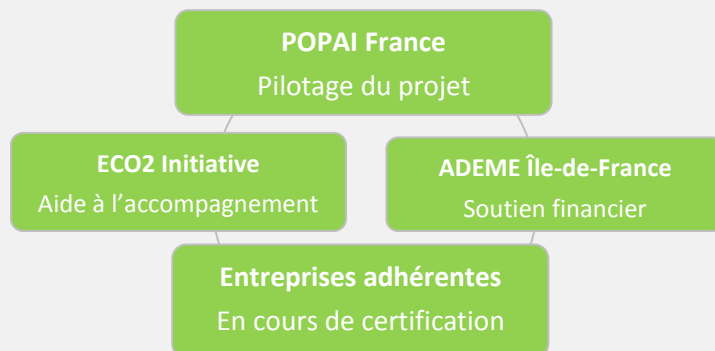 POPAI France
Pilotage du projet
ECO2 Initiative
Aide à l’accompagnement
ADEME Île-de-France
Soutien financier
Entreprises adhérentes
En cours de certification